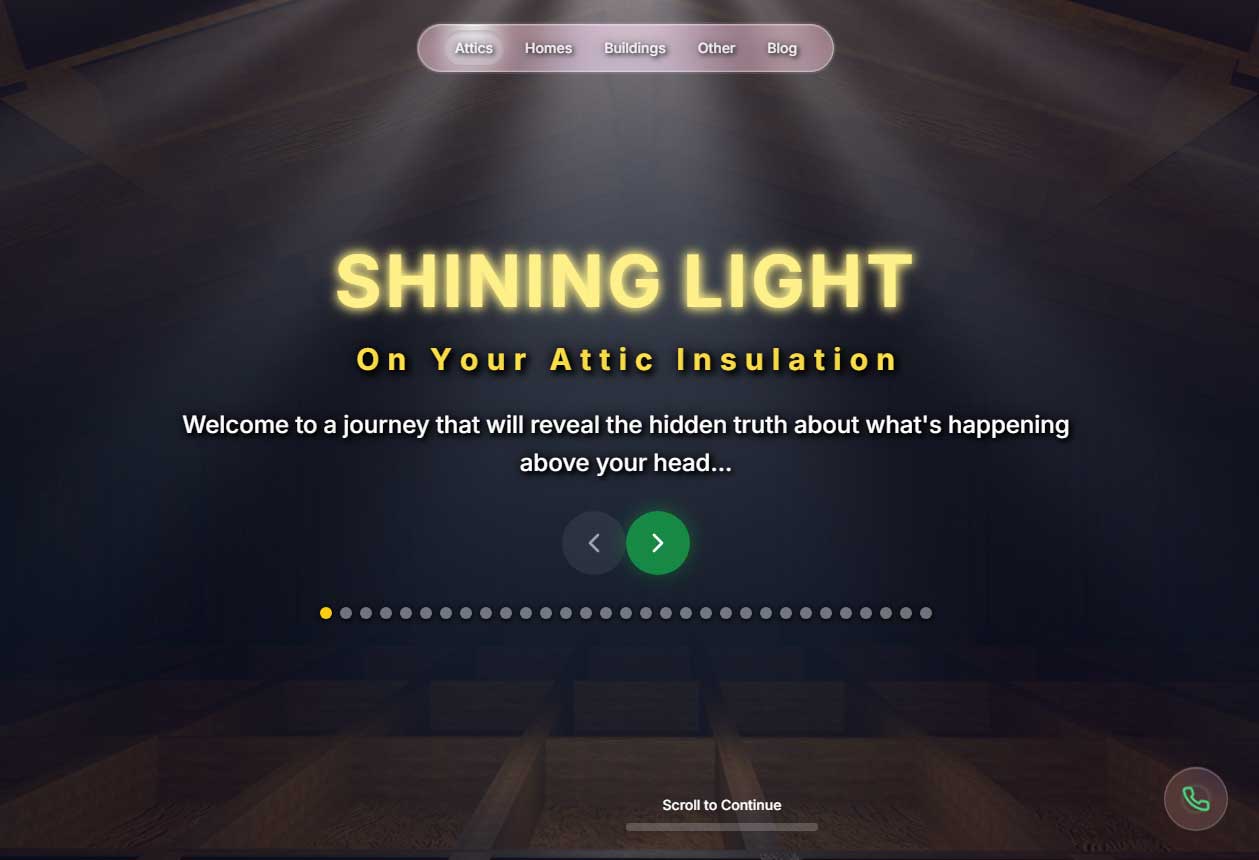 Attics Homes Buildings Other Blog
SHINING LIGHT
On Your Attic Insulation
Welcome to a journey that will reveal the hidden truth about what's happening
above your head...
Scroll to Continue